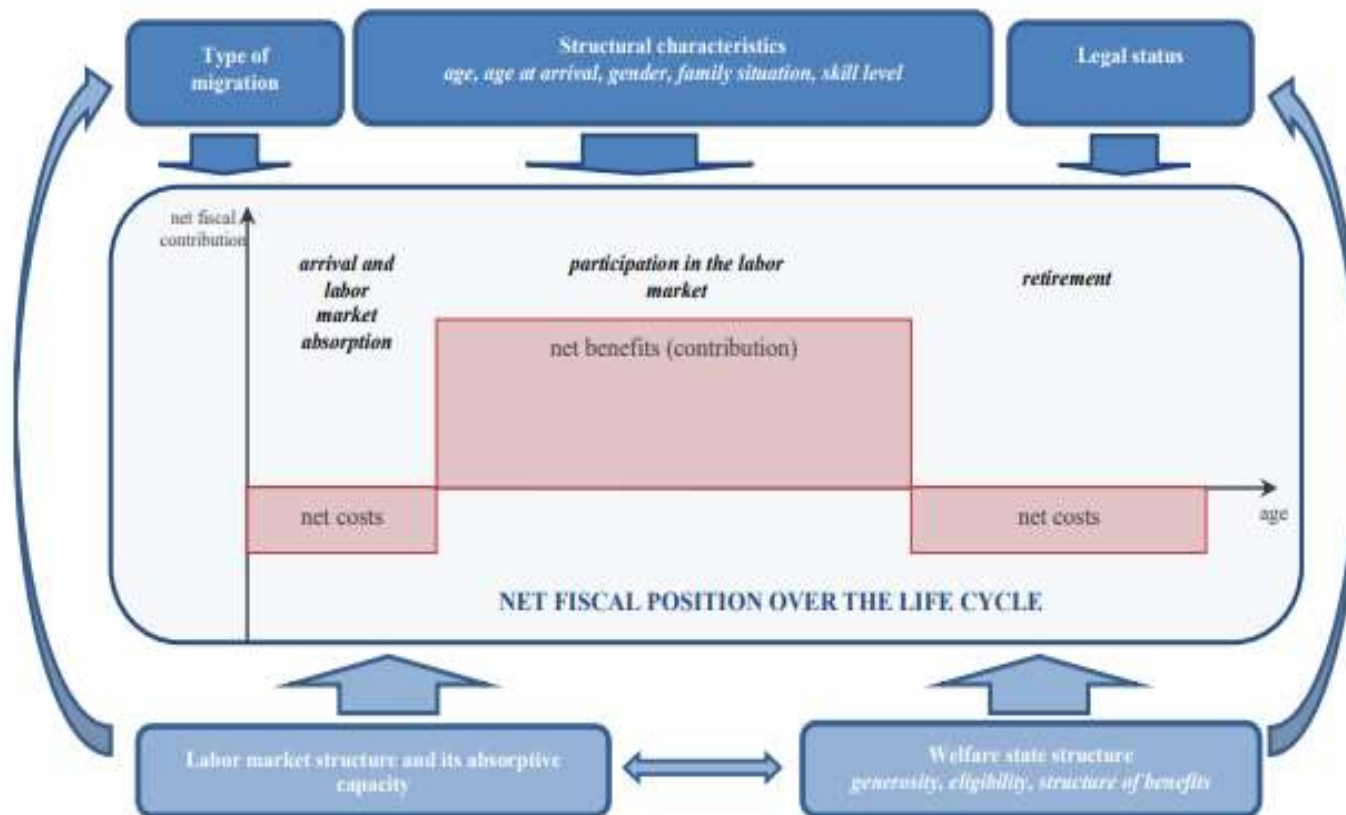 Type of
migration
Structural characteristics
age, age at arrival, gender, family situation, skill level
Legal status
net fiscal
contribution
arrival and
labor
market
absorption
participation in the labor
market
retirement
net benefits (contribution)
net costs
net costs
age
NET FISCAL POSITION OVER THE LIFE CYCLE
Labor market structure and its absorptive
capacity
Welfare state structure
generosity, eligibility, structure of benefits